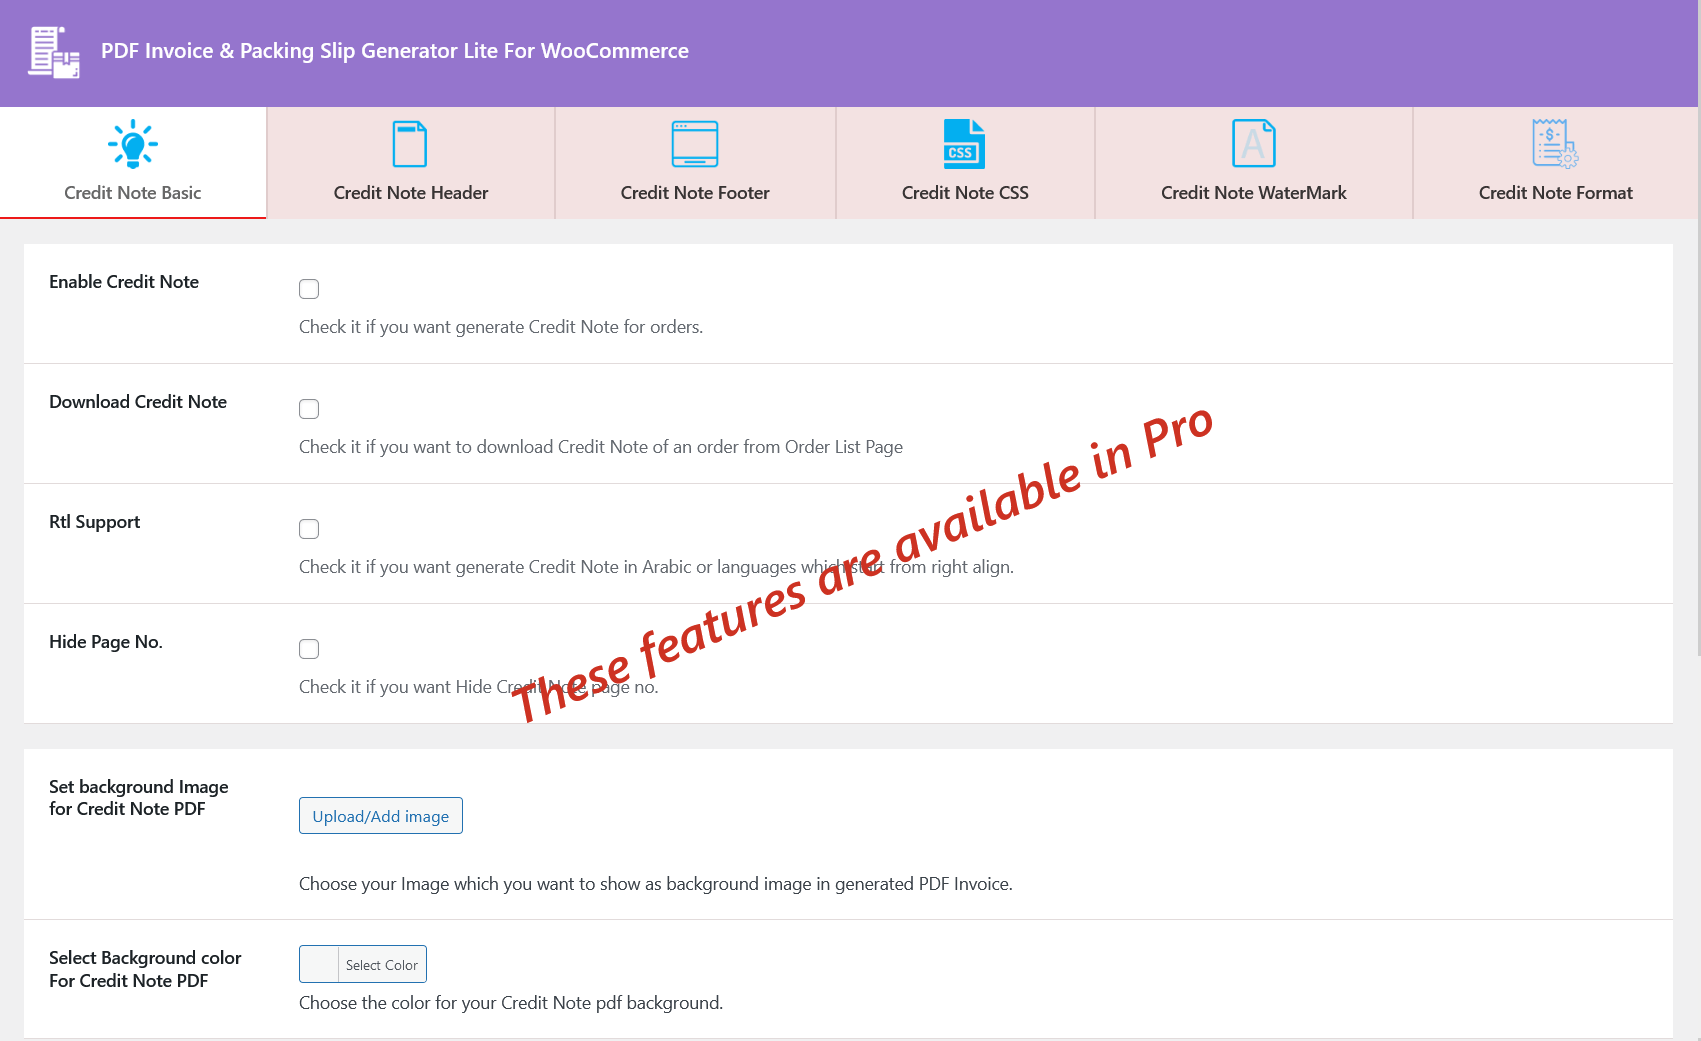 PDF Invoice & Packing Slip Generator Lite For WooCommerce
Credit Note Basic
Credit Note Header
Credit Note Footer
CSS
Credit Note CSS
A
Credit Note WaterMark
$
Credit Note Format
Enable Credit Note
Check it if you want generate Credit Note for orders.
Download Credit Note
Check it if you want to download Credit Note of an order from Order List Page
Rtl Support
Check it if you want generate Credit Note in Arabic or languages which start from right align.
Hide Page No.
Check it if you want Hide Credit Note page no.
These features are available in Pro
Set background Image
for Credit Note PDF
Upload/Add image
Choose your Image which you want to show as background image in generated PDF Invoice.
Select Background color
For Credit Note PDF
Select Color
Choose the color for your Credit Note pdf background.